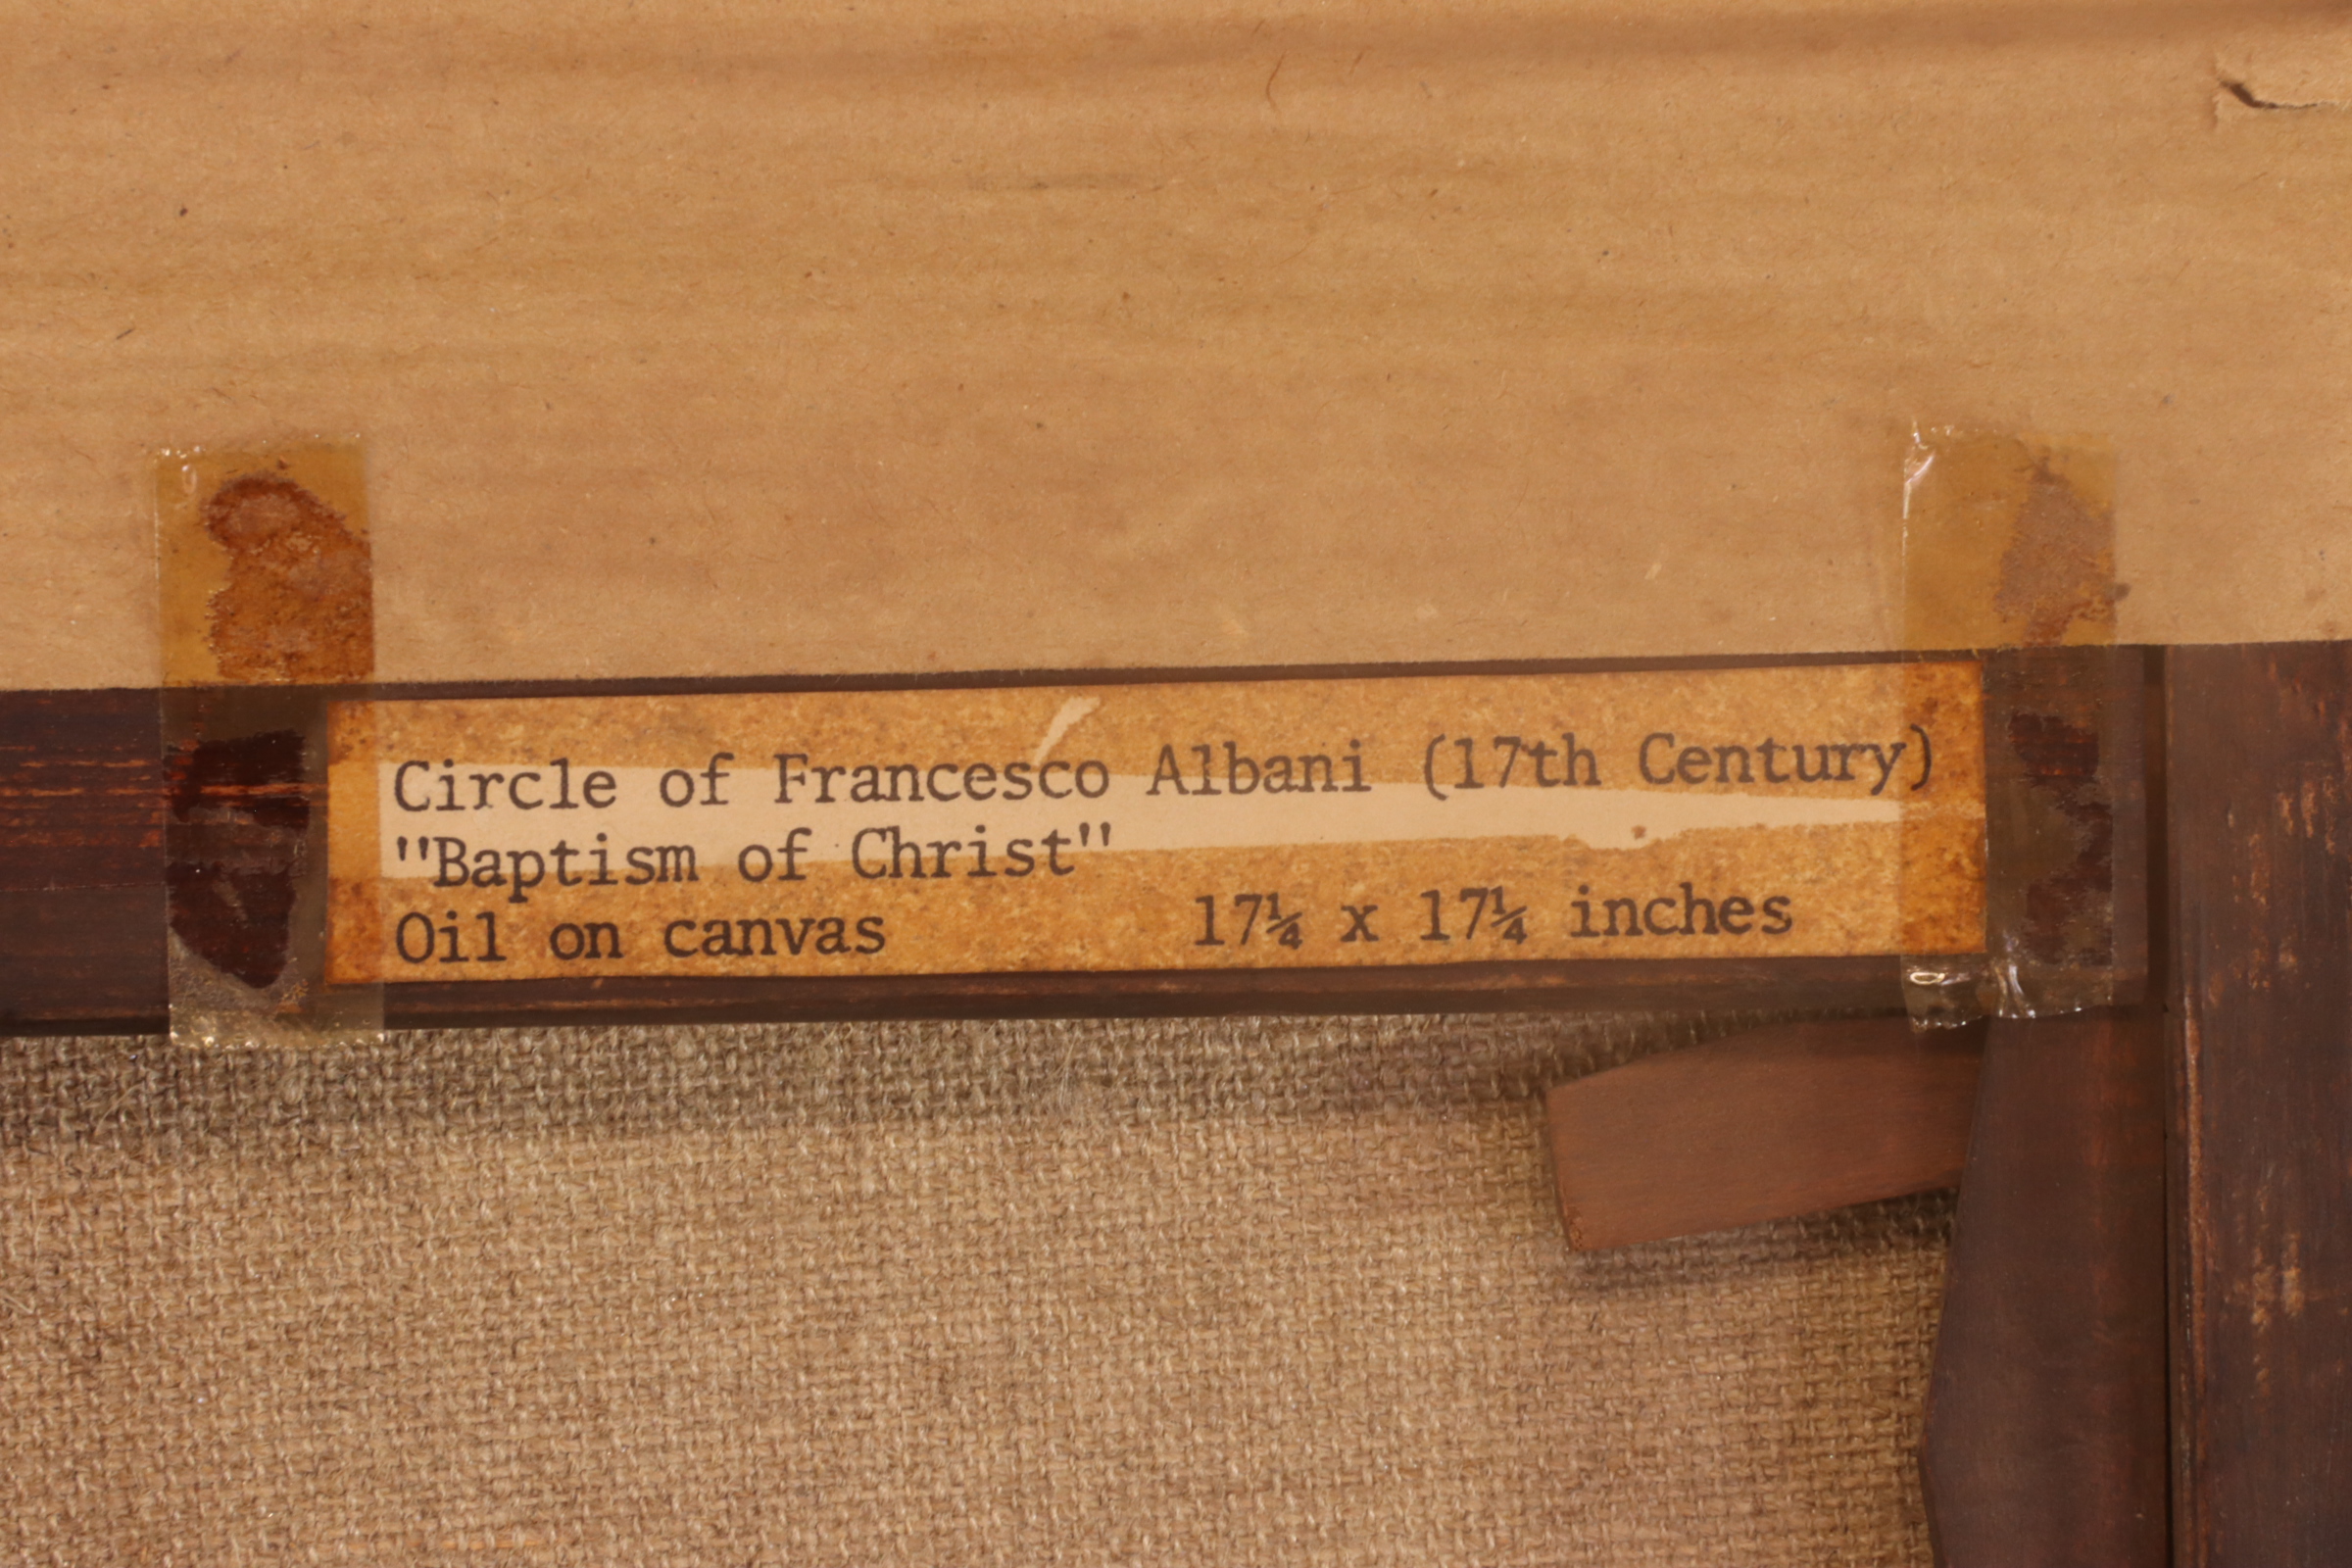 Circle of Francesco Albani (17th Century)
"Baptism of Christ"
Oil on canvas 17¼ x 17¼ inches